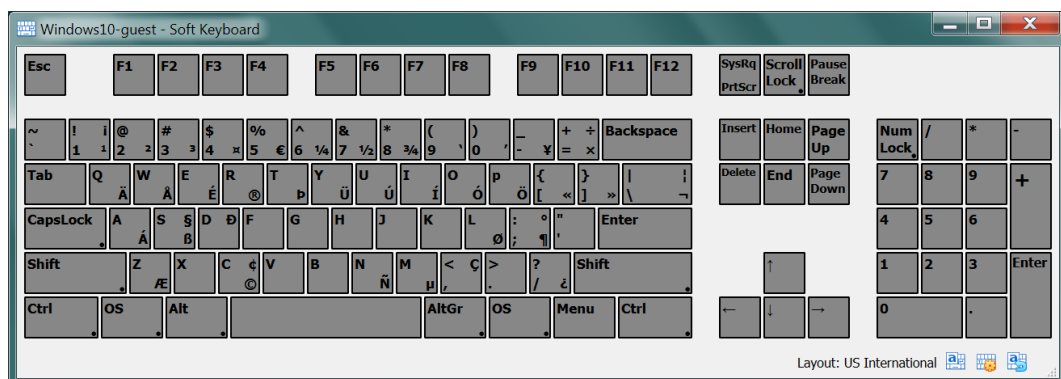 Windows10-guest - Soft Keyboard
Esc F1 F2 F3 F4 F5 F6 F7 F8 F9 F10 F11 F12 SysRq Scroll Pause
PrtScr Lock Break
~ ! ¡ @ # $ % ^ & * ( ) _ + ÷ Backspace Insert Home Page Num / * -
` 1 ¹ 2 ² 3 ³ 4 ¤ 5 € 6 ¼ 7 ½ 8 ¾ 9 ‘ 0 ’ - ¥ = × Up Lock
Tab Q W E R T Y U I O p { } | ¦ Delete End Page 7 8 9 +
Ä Å É ® Þ Ü Ú Í Ó Ö [ « ] » \ ¬ Down
CapsLock A S § D Ð F G H J K L : ° " Enter 4 5 6
Á ß Ø ; ¶ '
Shift Z X C ¢ V B N M < Ç > ? Shift ↑ 1 2 3 Enter
Æ © Ñ µ , . / ¿
Ctrl OS Alt AltGr OS Menu Ctrl ← ↓ → 0 .
Layout: US International